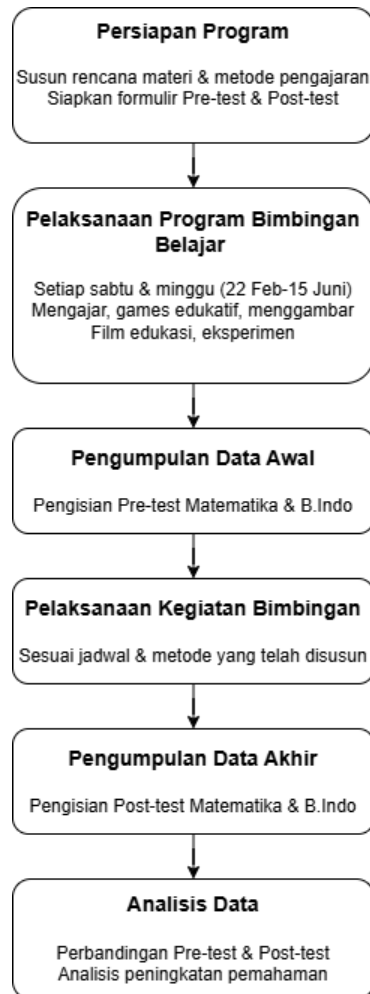 Persiapan Program
Susun rencana materi & metode pengajaran
Siapkan formulir Pre-test & Post-test
Pelaksanaan Program Bimbingan
Belajar
Setiap sabtu & minggu (22 Feb-15 Juni)
Mengajar, games edukatif, menggambar
Film edukasi, eksperimen
Pengumpulan Data Awal
Pengisian Pre-test Matematika & B.Indo
Pelaksanaan Kegiatan Bimbingan
Sesuai jadwal & metode yang telah disusun
Pengumpulan Data Akhir
Pengisian Post-test Matematika & B.Indo
Analisis Data
Perbandingan Pre-test & Post-test
Analisis peningkatan pemahaman